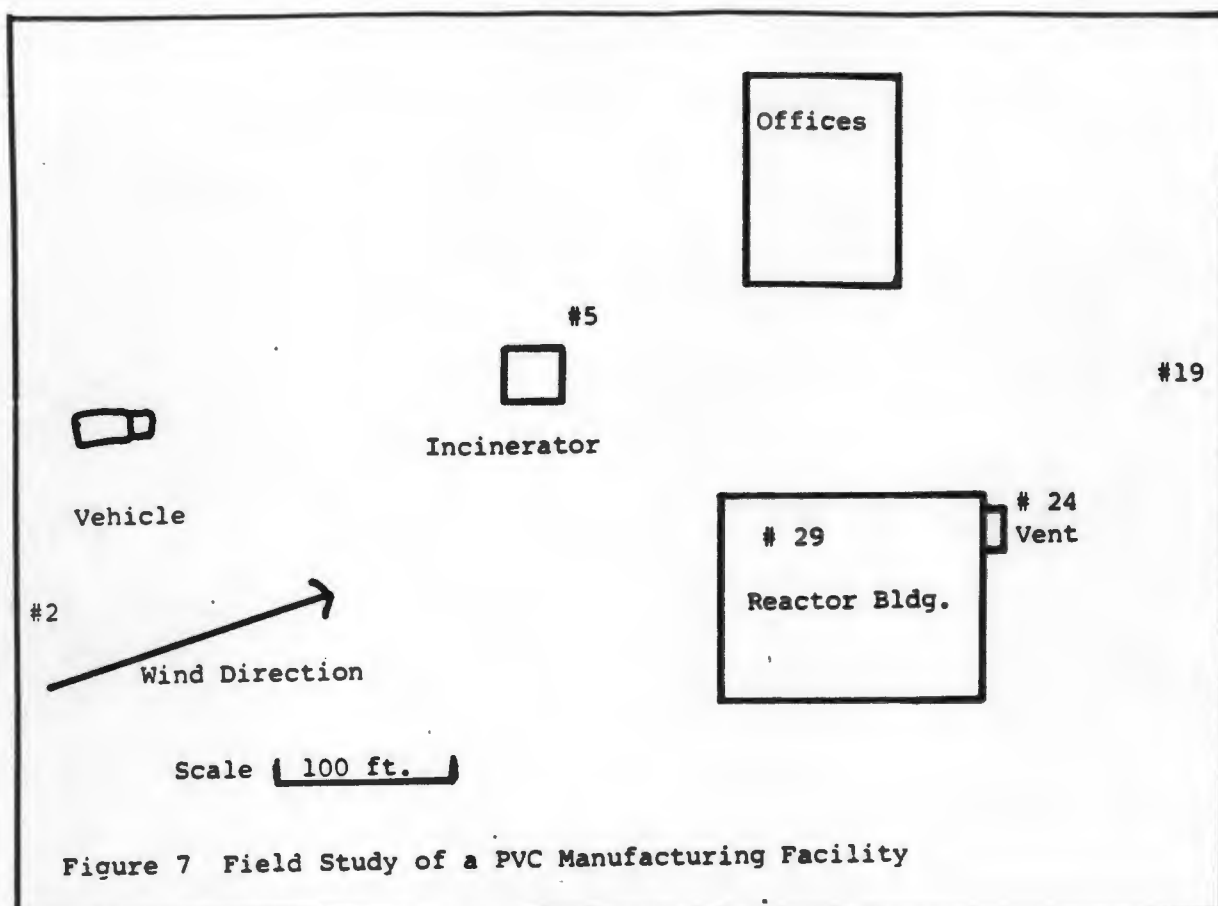 Offices
#5
#19
Incinerator
# 24
Vent
Vehicle
# 29
Reactor Bldg.
#2
Wind Direction
Scale 100 ft.
Figure 7 Field Study of a PVC Manufacturing Facility